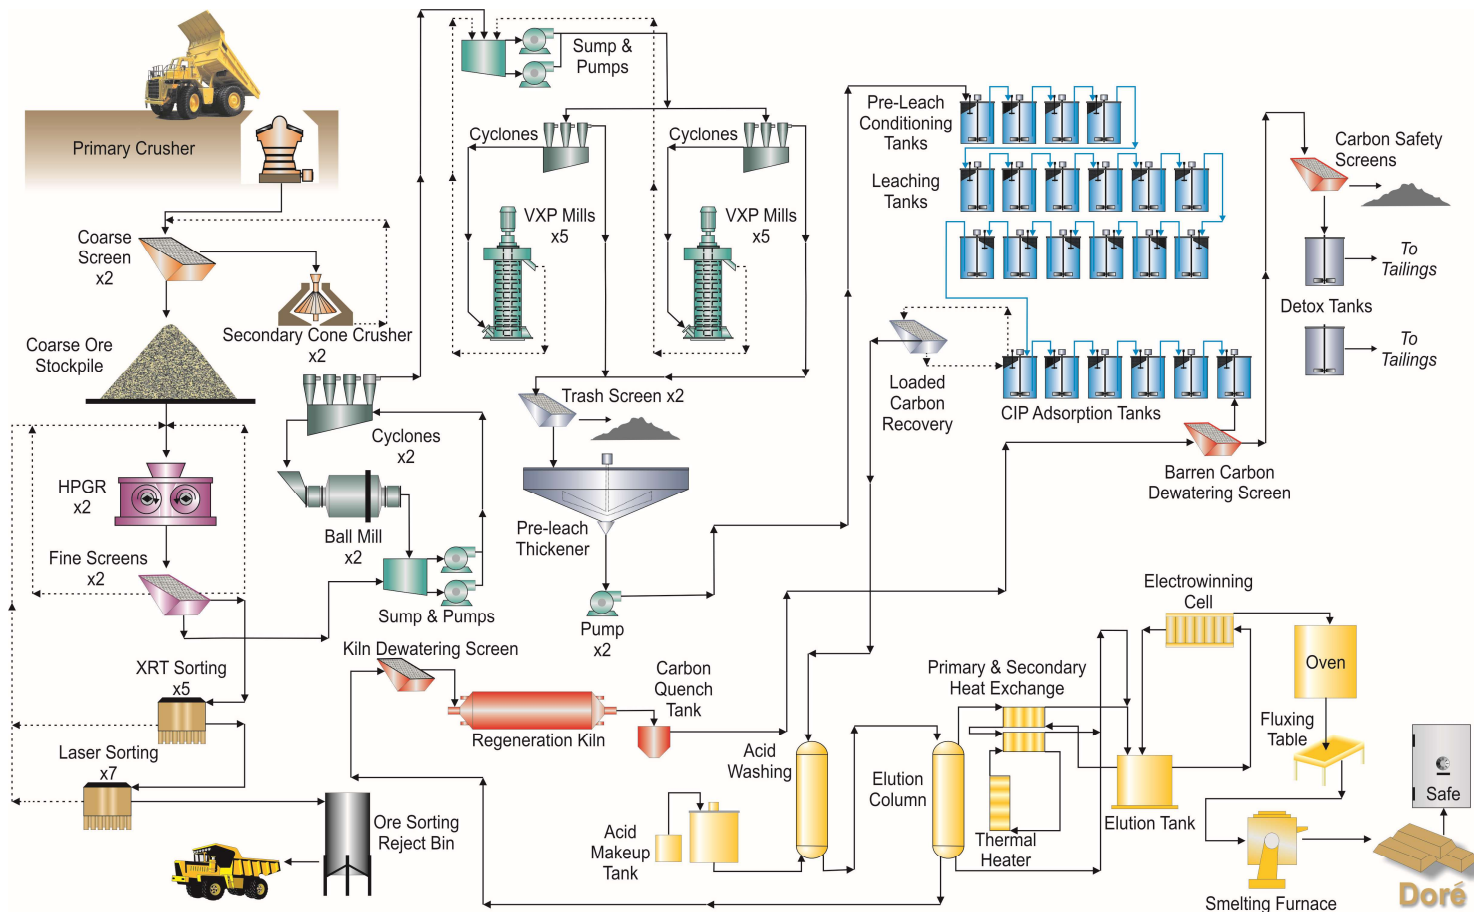 Primary Crusher
Coarse
Screen
x2
Secondary Cone Crusher
x2
Coarse Ore
Stockpile
HPGR
x2
Fine Screens
x2
XRT Sorting
x5
Laser Sorting
x7
Ore Sorting
Reject Bin
Cyclones
x2
Ball Mill
x2
Sump & Pumps
Sump &
Pumps
Cyclones
Cyclones
VXP Mills
x5
VXP Mills
x5
Trash Screen x2
Pre-leach
Thickener
Pump
x2
Pre-Leach
Conditioning
Tanks
Leaching
Tanks
Loaded
Carbon
Recovery
CIP Adsorption Tanks
Barren Carbon
Dewatering Screen
Carbon Safety
Screens
To
Tailings
Detox Tanks
To
Tailings
Kiln Dewatering Screen
Regeneration Kiln
Carbon
Quench
Tank
Acid
Makeup
Tank
Acid
Washing
Elution
Column
Primary & Secondary
Heat Exchange
Thermal
Heater
Elution Tank
Electrowinning
Cell
Oven
Fluxing
Table
Smelting Furnace
Safe
Doré